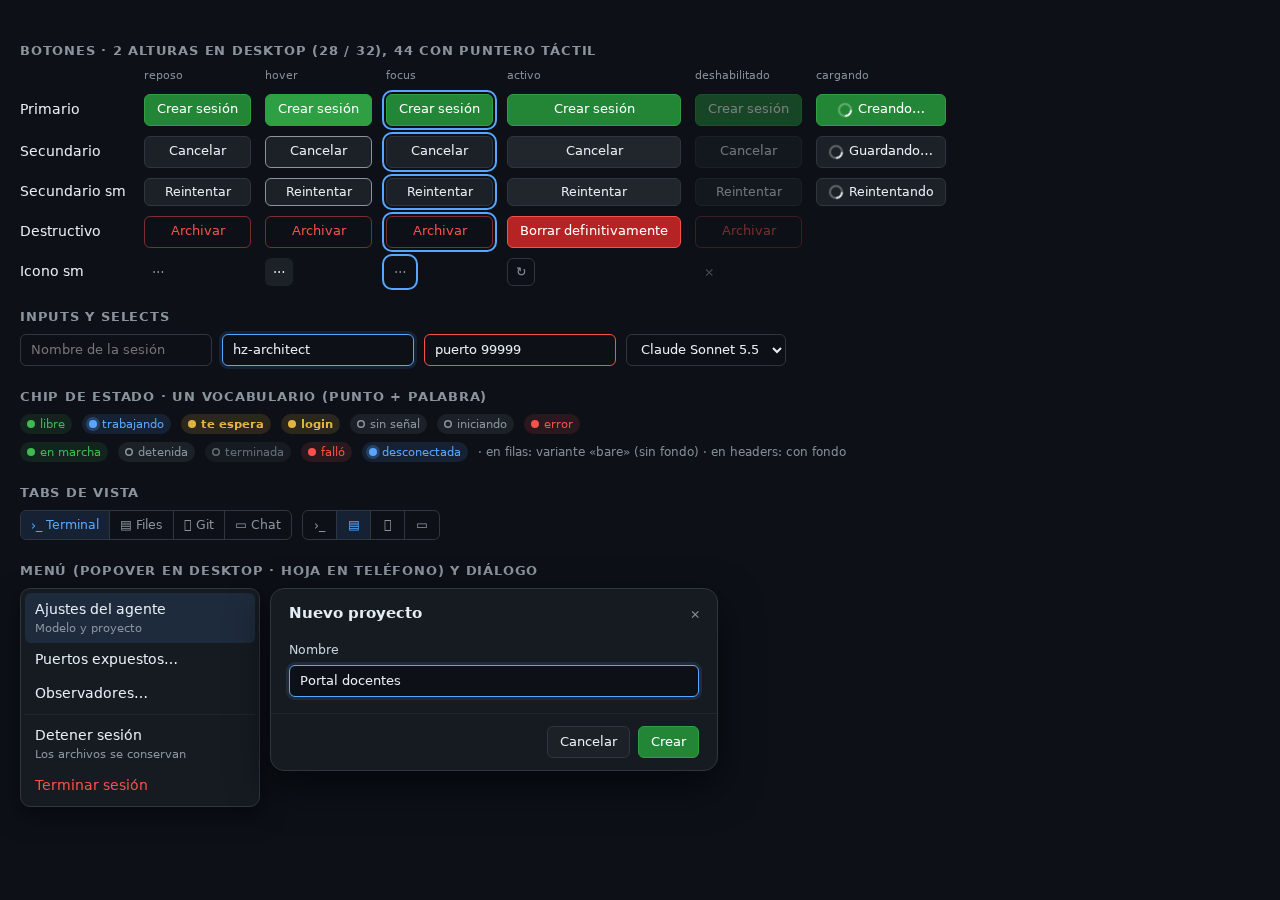 BOTONES · 2 ALTURAS EN DESKTOP (28 / 32), 44 CON PUNTERO TÁCTIL
reposo hover focus activo deshabilitado cargando
Primario Crear sesión Crear sesión Crear sesión Crear sesión Crear sesión Creando…
Secundario Cancelar Cancelar Cancelar Cancelar Cancelar Guardando…
Secundario sm Reintentar Reintentar Reintentar Reintentar Reintentar Reintentando
Destructivo Archivar Archivar Archivar Borrar definitivamente Archivar
Icono sm ⋯ ⋯ ⋯ ↻ ×
INPUTS Y SELECTS
Nombre de la sesión hz-architect puerto 99999 Claude Sonnet 5.5
CHIP DE ESTADO · UN VOCABULARIO (PUNTO + PALABRA)
libre trabajando te espera login sin señal iniciando error
en marcha detenida terminada falló desconectada · en filas: variante «bare» (sin fondo) · en headers: con fondo
TABS DE VISTA
›_ Terminal Files Git Chat ›_
MENÚ (POPOVER EN DESKTOP · HOJA EN TELÉFONO) Y DIÁLOGO
Ajustes del agente
Modelo y proyecto
Puertos expuestos…
Observadores…
Detener sesión
Los archivos se conservan
Terminar sesión
Nuevo proyecto ×
Nombre
Portal docentes
Cancelar Crear